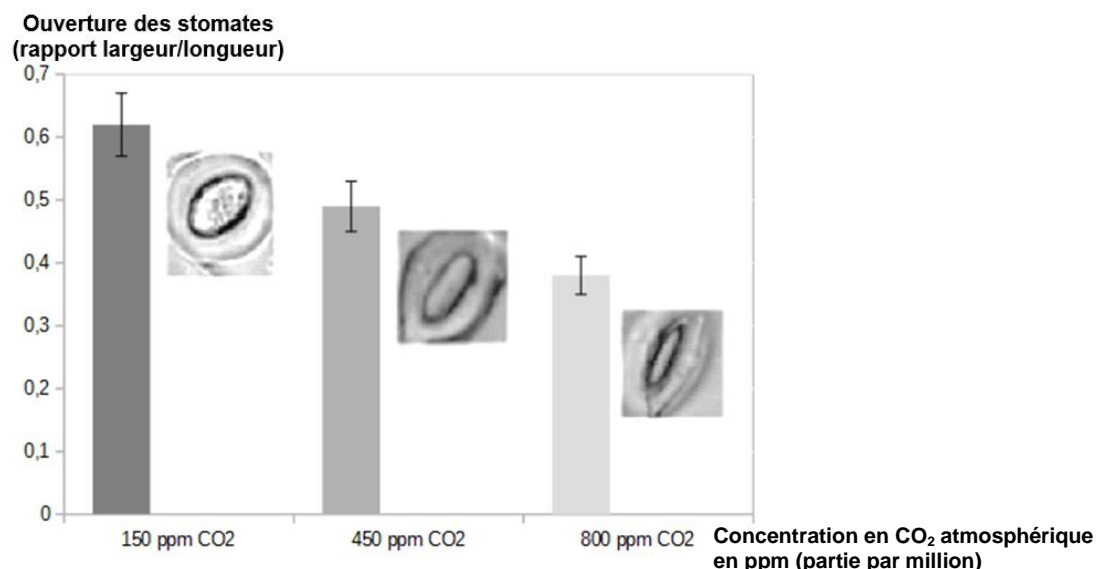 Ouverture des stomates
(rapport largeur/longueur)
0,7
0,6
0,5
0,4
0,3
0,2
0,1
0
150 ppm CO2
450 ppm CO2
800 ppm CO2
Concentration en CO₂ atmosphérique
en ppm (partie par million)